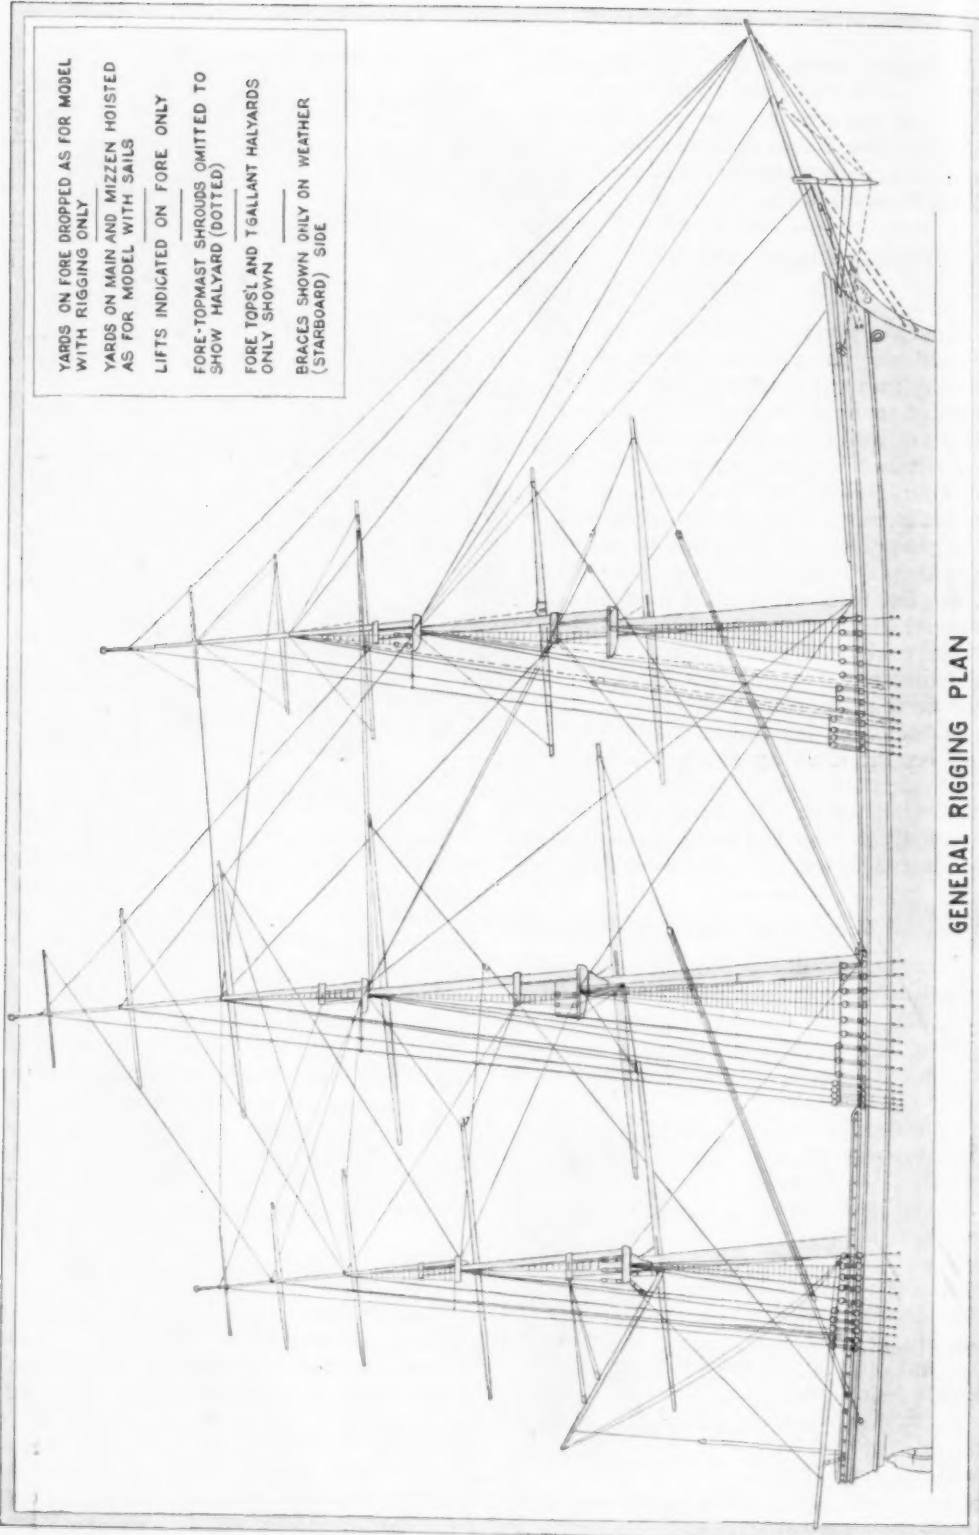 YARDS ON FORE DROPPED AS FOR MODEL
WITH RIGGING ONLY
YARDS ON MAIN AND MIZZEN HOISTED
AS FOR MODEL WITH SAILS
LIFTS INDICATED ON FORE ONLY
FORE-TOPMAST SHROUDS OMITTED TO
SHOW HALYARD (DOTTED)
FORE TOPS'L AND T'GALLANT HALYARDS
ONLY SHOWN
BRACES SHOWN ONLY ON WEATHER
(STARBOARD) SIDE
GENERAL RIGGING PLAN